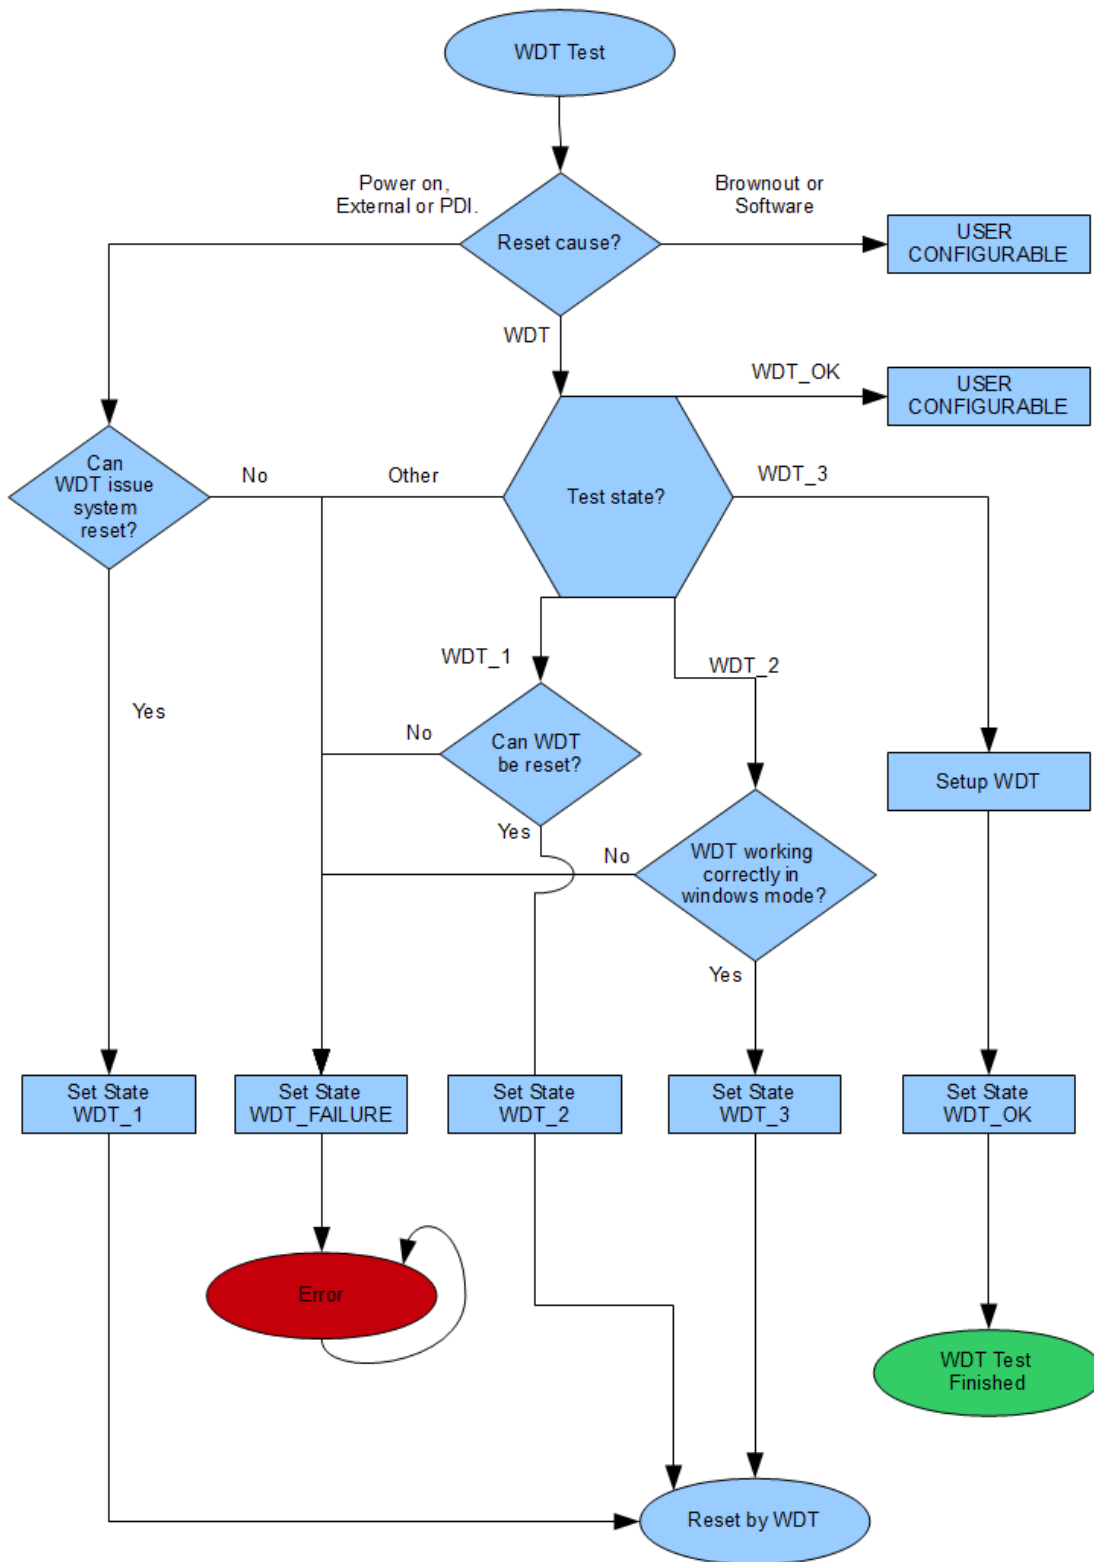 WDT Test
Power on,
External or PDI.
Brownout or
Software
Reset cause?
USER
CONFIGURABLE
WDT
WDT_OK
USER
CONFIGURABLE
Can
WDT issue
system
reset?
No
Other
Test state?
WDT_3
WDT_1
WDT_2
Yes
No
Can WDT
be reset?
Setup WDT
Yes
No
WDT working
correctly in
windows mode?
Yes
Set State
WDT_1
Set State
WDT_FAILURE
Set State
WDT_2
Set State
WDT_3
Set State
WDT_OK
Error
WDT Test
Finished
Reset by WDT